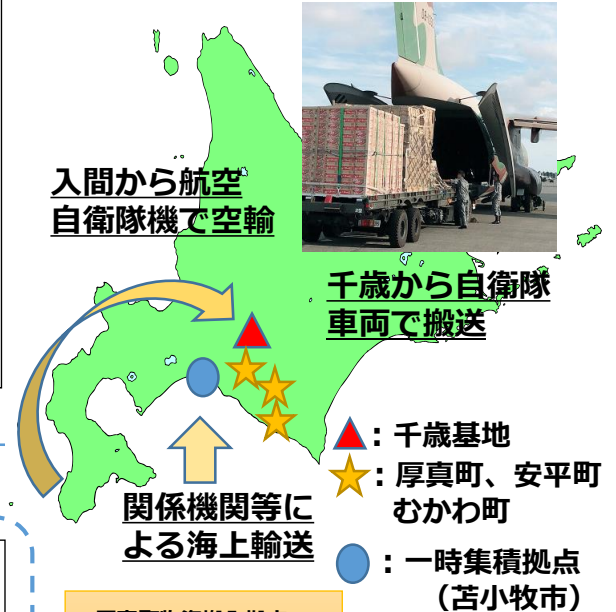 入間から航空
自衛隊機で空輸
千歳から自衛隊
車両で搬送
：千歳基地
：厚真町、安平町
むかわ町
関係機関等に
よる海上輸送
：一時集積拠点
（苫小牧市）